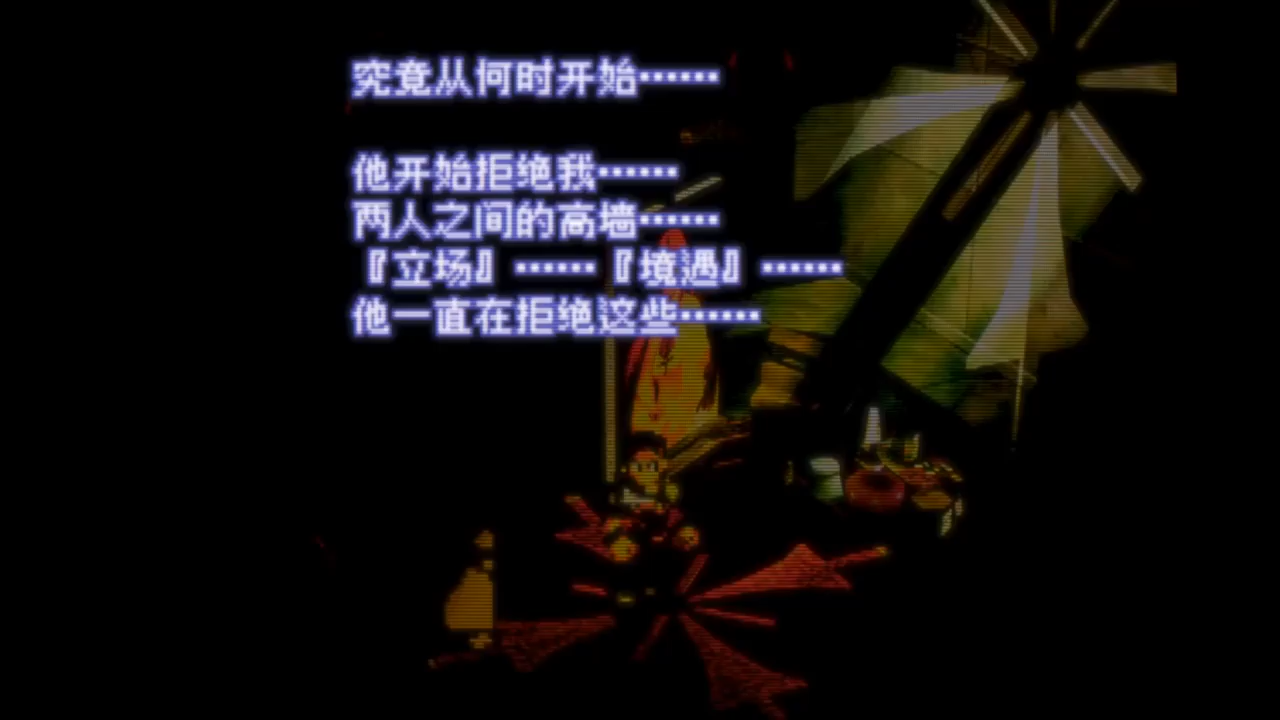 究竟从何时开始……
他开始拒绝我……
两人之间的高墙……
『立场』……『境遇』……
他一直在拒绝这些……